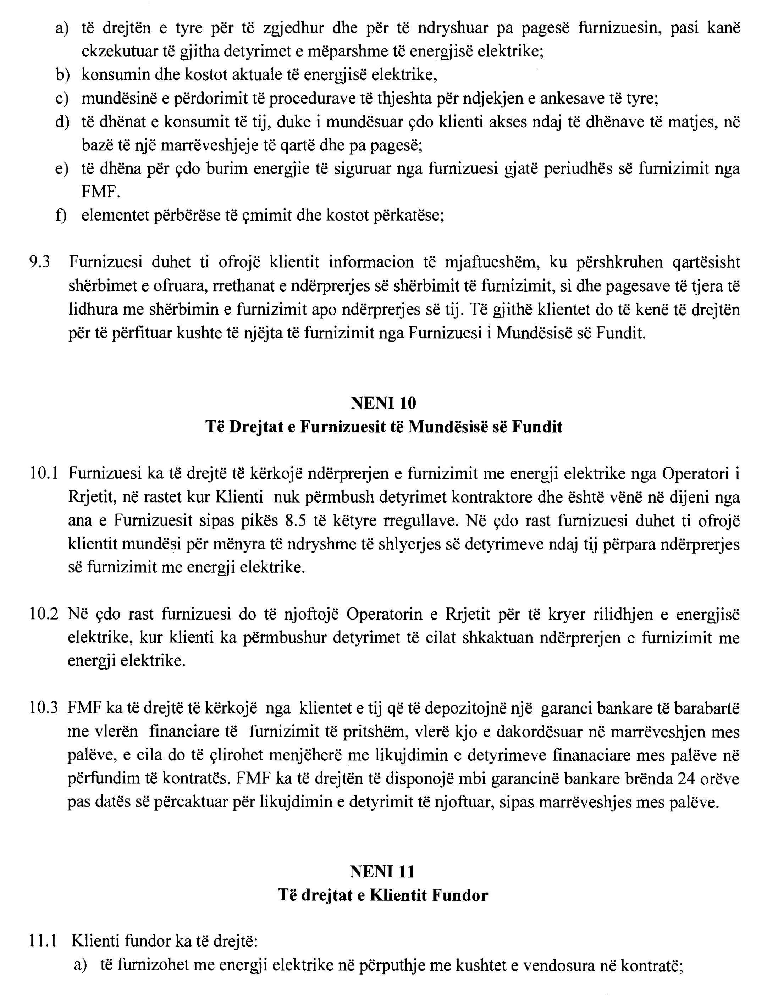 a) të drejtën e tyre për të zgjedhur dhe për të ndryshuar pa pagesë furnizuesin, pasi kanë
ekzekutuar të gjitha detyrimet e mëparshme të energjisë elektrike;
b) konsumin dhe kostot aktuale të energjisë elektrike,
c) mundësinë e përdorimit të procedurave të thjeshta për ndjekjen e ankesave të tyre;
d) të dhënat e konsumit të tij, duke i mundësuar çdo klienti akses ndaj të dhënave të matjes, në
bazë të një marrëveshjeje të qartë dhe pa pagesë;
e) të dhëna për çdo burim energjie të siguruar nga furnizuesi gjatë periudhës së furnizimit nga
FMF.
f) elementet përbërëse të çmimit dhe kostot përkatëse;
9.3 Furnizuesi duhet ti ofrojë klientit informacion të mjaftueshëm, ku përshkruhen qartësisht
shërbimet e ofruara, rrethanat e ndërprerjes së shërbimit të furnizimit, si dhe pagesave të tjera të
lidhura me shërbimin e furnizimit apo ndërprerjes së tij. Të gjithë klientet do të kenë të drejtën
për të përfituar kushte të njëjta të furnizimit nga Furnizuesi i Mundësisë së Fundit.
NENI 10
Të Drejtat e Furnizuesit të Mundësisë së Fundit
10.1 Furnizuesi ka të drejtë të kërkojë ndërprerjen e furnizimit me energji elektrike nga Operatori i
Rrjetit, në rastet kur Klienti nuk përmbush detyrimet kontraktore dhe është vënë në dijeni nga
ana e Furnizuesit sipas pikës 8.5 të këtyre rregullave. Në çdo rast furnizuesi duhet ti ofrojë
klientit mundësi për mënyra të ndryshme të shlyerjes së detyrimeve ndaj tij përpara ndërprerjes
së furnizimit me energji elektrike.
10.2 Në çdo rast furnizuesi do të njoftojë Operatorin e Rrjetit për të kryer rilidhjen e energjisë
elektrike, kur klienti ka përmbushur detyrimet të cilat shkaktuan ndërprerjen e furnizimit me
energji elektrike.
10.3 FMF ka të drejtë të kërkojë nga klientet e tij që të depozitojnë një garanci bankare të barabartë
me vlerën financiare të furnizimit të pritshëm, vlerë kjo e dakordësuar në marrëveshjen mes
palëve, e cila do të çlirohet menjëherë me likujdimin e detyrimeve finanaciare mes palëve në
përfundim të kontratës. FMF ka të drejtën të disponojë mbi garancinë bankare brënda 24 orëve
pas datës së përcaktuar për likujdimin e detyrimit të njoftuar, sipas marrëveshjes mes palëve.
NENI 11
Të drejtat e Klientit Fundor
11.1 Klienti fundor ka të drejtë:
a) të furnizohet me energji elektrike në përputhje me kushtet e vendosura në kontratë;